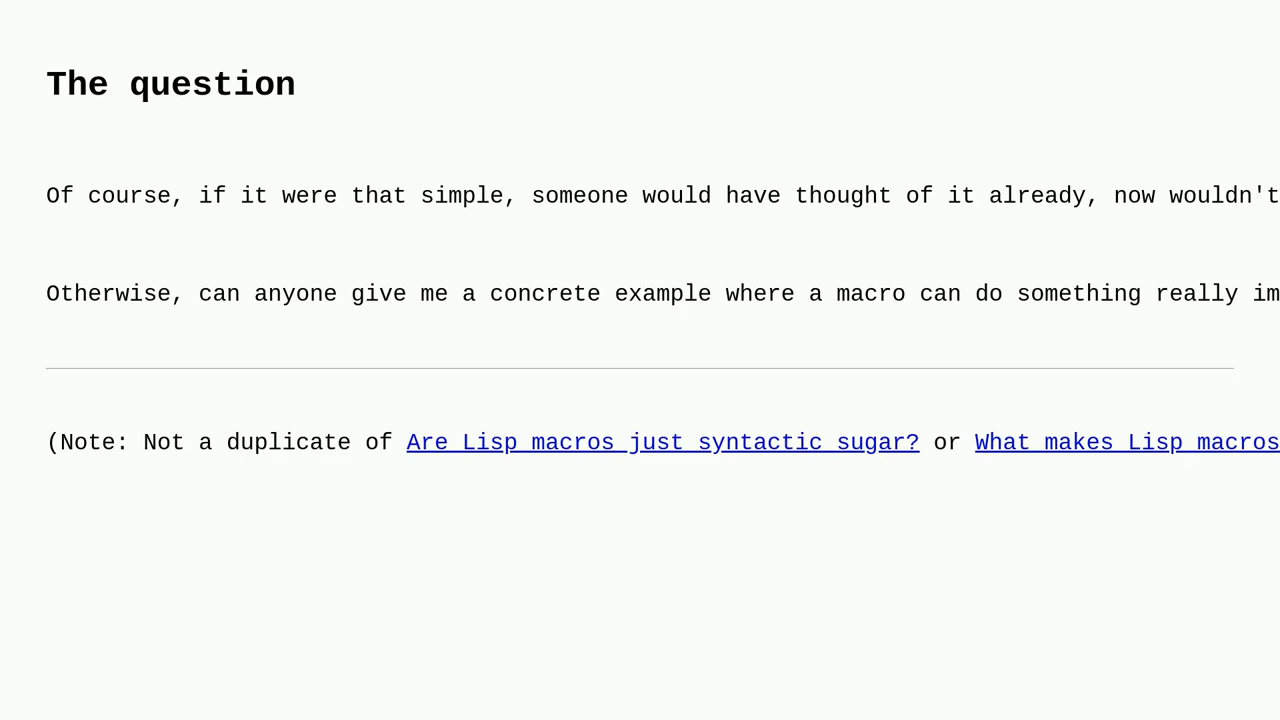 The question
Of course, if it were that simple, someone would have thought of it already, now wouldn't
Otherwise, can anyone give me a concrete example where a macro can do something really im
(Note: Not a duplicate of Are Lisp macros just syntactic sugar? or What makes Lisp macros